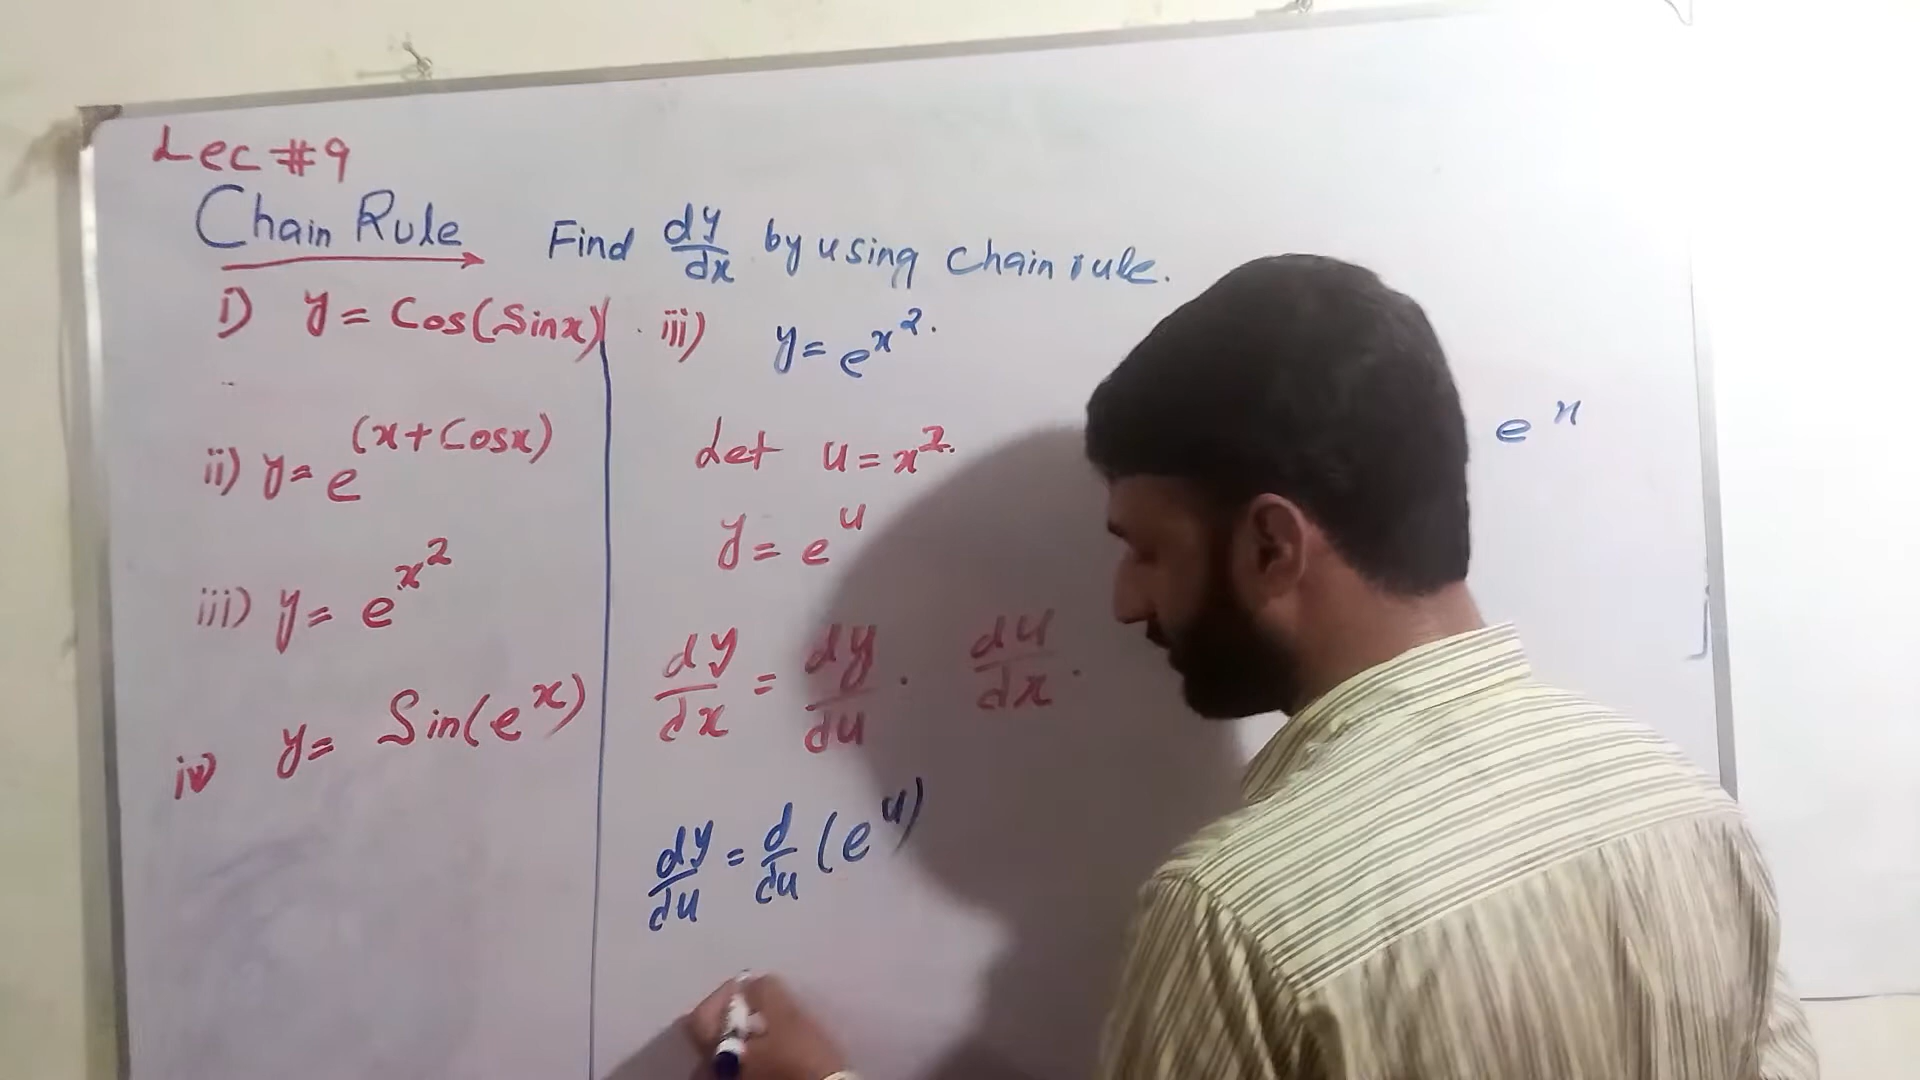 Lec #9
Chain Rule Find dy/dx by using chain rule.
i) y = Cos(Sinx)
ii) y = e^(x+Cosx)
iii) y = e^x^2
iv y = Sin(e^x)
iii) y = e^x^2.
Let u = x^2.
y = e^u
dy/dx = dy/du . du/dx.
dy/du = d/du (e^u)
e^x